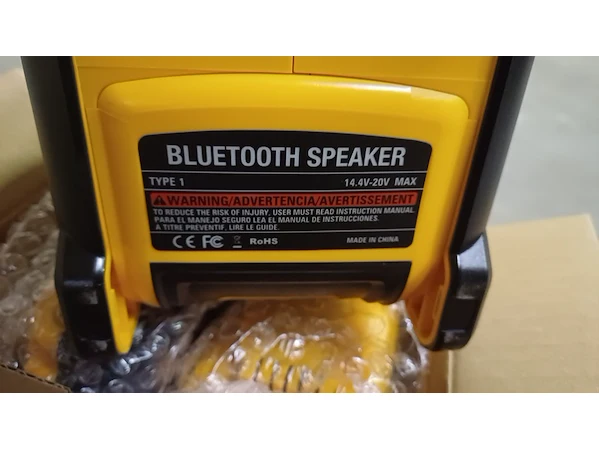 BLUETOOTH SPEAKER
TYPE 1 14.4V-20V MAX
WARNING/ADVERTENCIA/AVERTISSEMENT
TO REDUCE THE RISK OF INJURY, USER MUST READ INSTRUCTION MANUAL.
PARA EL MANEJO SEGURO LEA EL MANUAL DE INSTRUCCIONES.
A TITRE PREVENTIF, LIRE LE GUIDE.
CE FC RoHS MADE IN CHINA